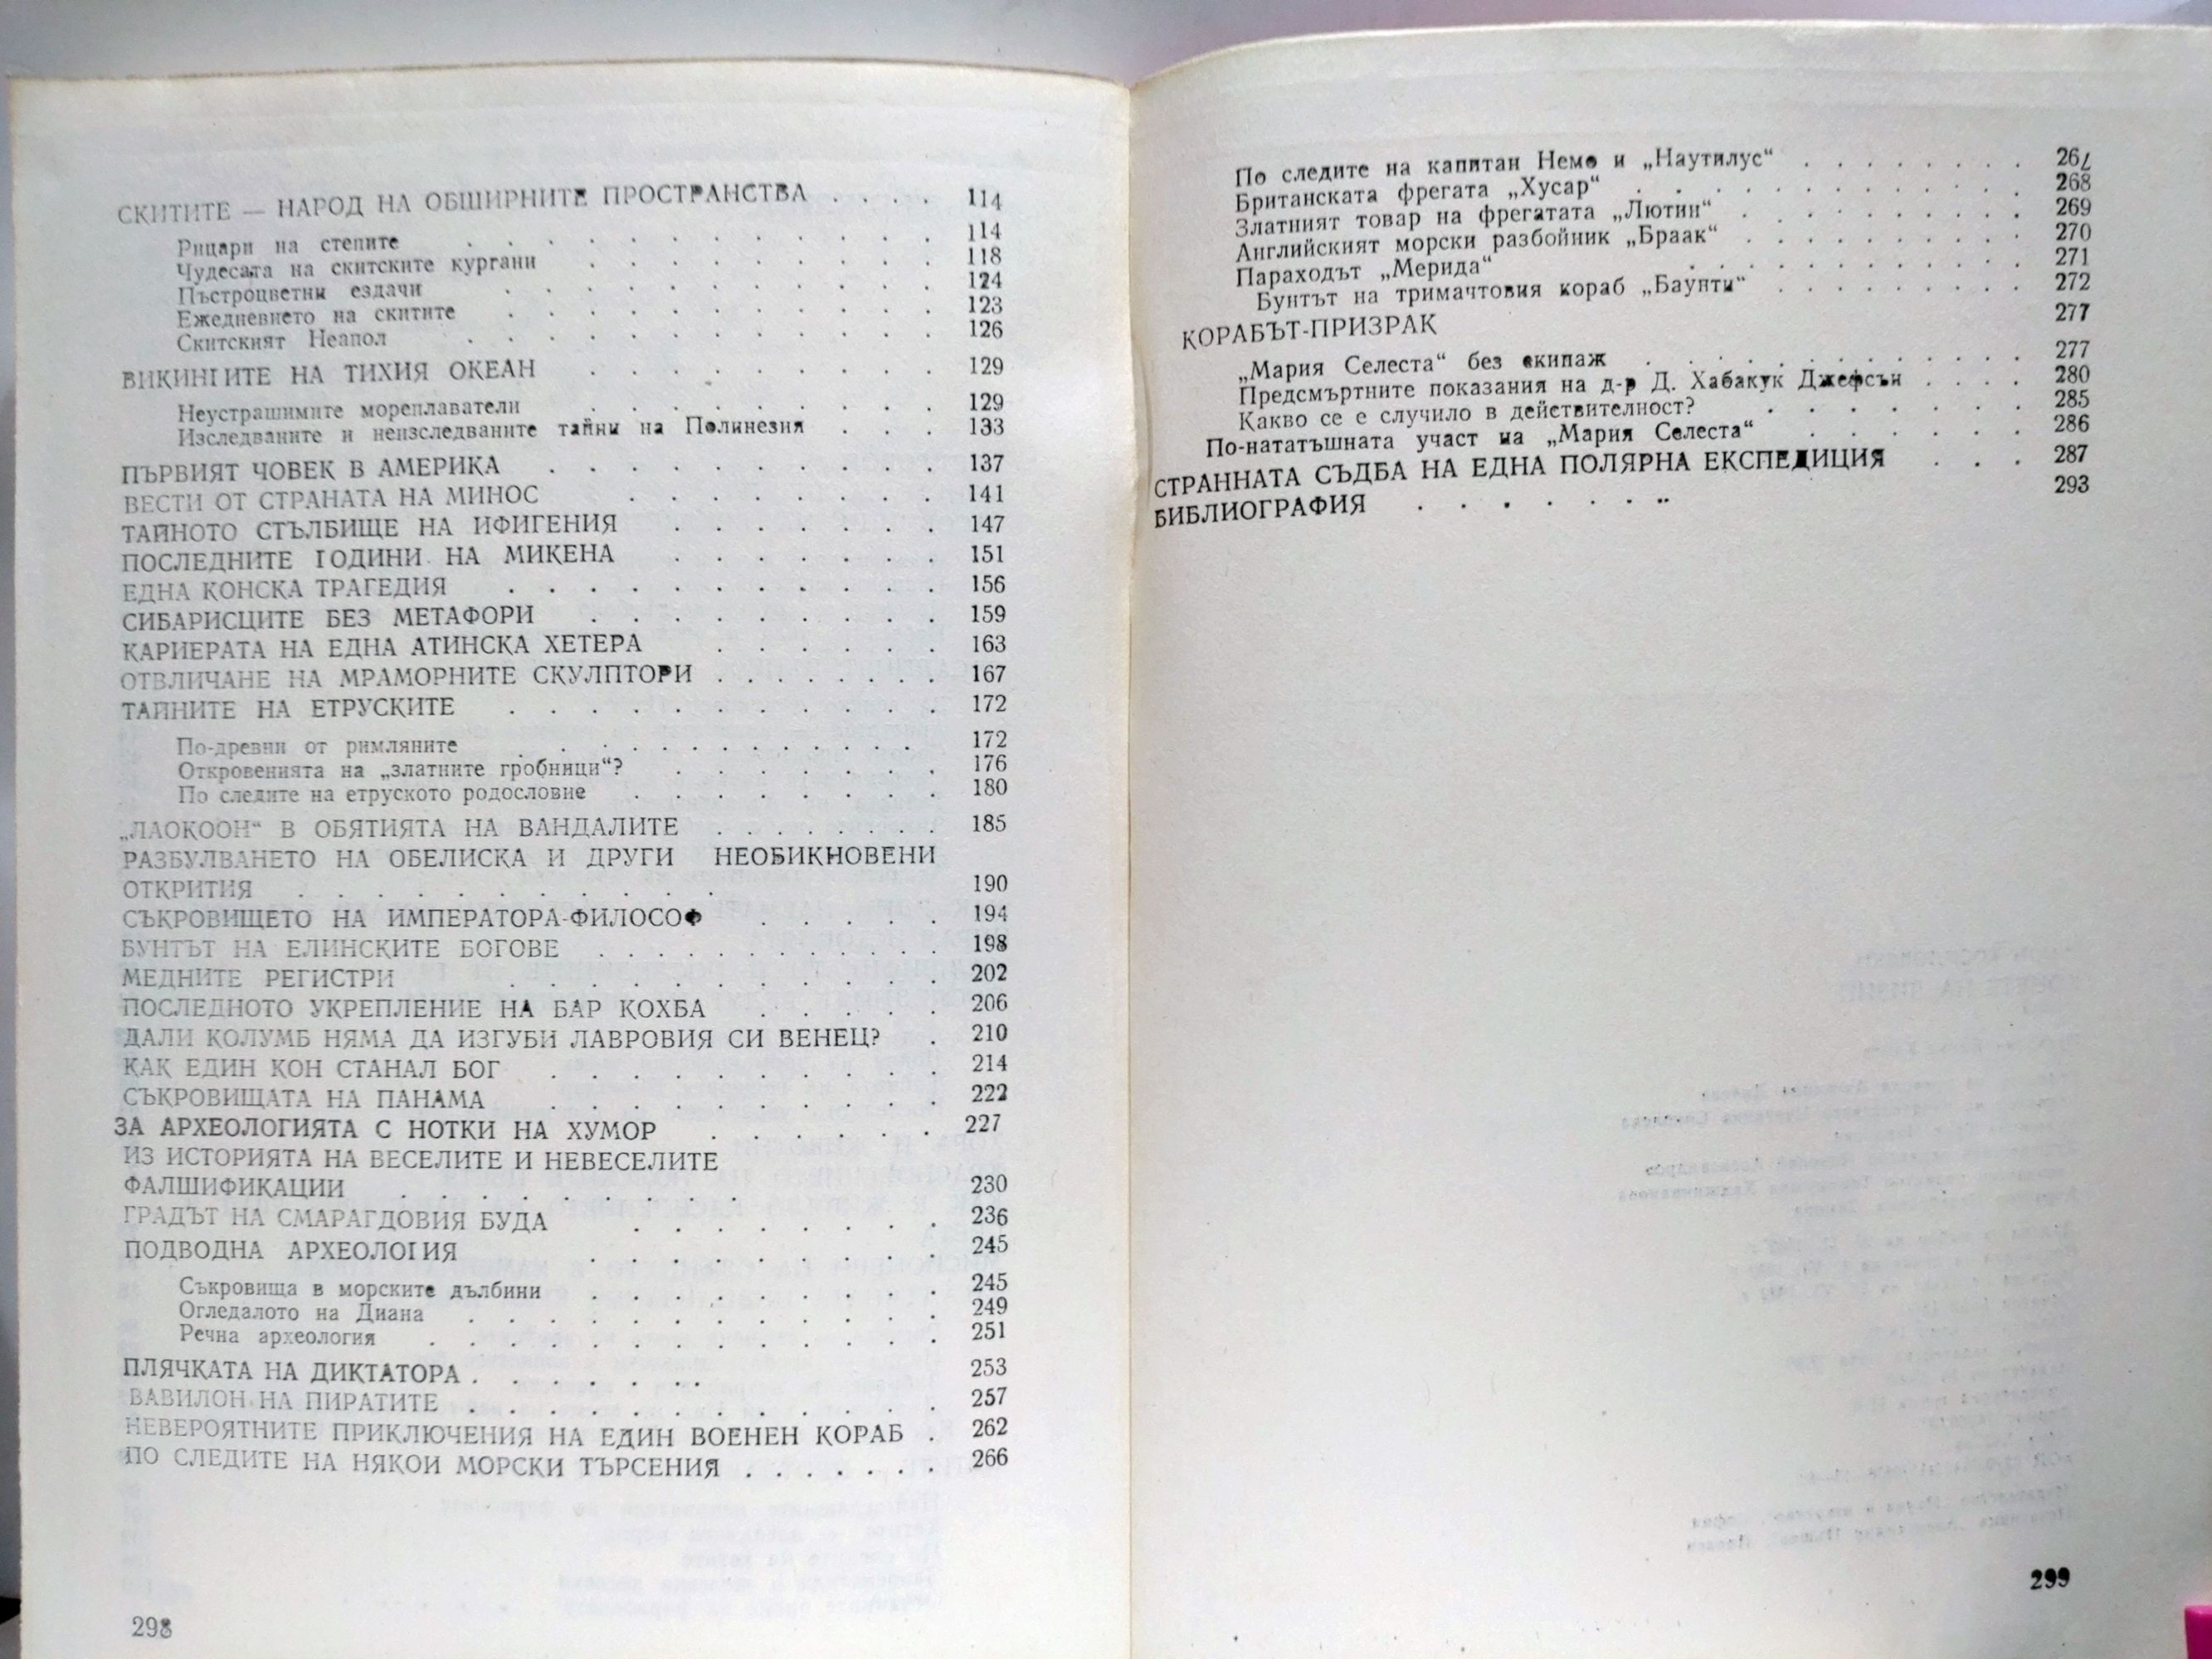 СКИТИТЕ — НАРОД НА ОБШИРНИТЕ ПРОСТРАНСТВА . . . . 114
Рицари на степите . . . . . . . . . . . . 114
Чудесата на скитските кургани . . . . . . . . . 118
Пъстроцветни ездачи . . . . . . . . . . . 124
Ежедневието на скитите . . . . . . . . . . . 123
Скитският Неапол . . . . . . . . . . . . 126
ВИКИНГИТЕ НА ТИХИЯ ОКЕАН . . . . . . . . . 129
Неустрашимите мореплаватели . . . . . . . . . 129
Изследваните и неизследваните тайни на Полинезия . . . 133
ПЪРВИЯТ ЧОВЕК В АМЕРИКА . . . . . . . . . . 137
ВЕСТИ ОТ СТРАНАТА НА МИНОС . . . . . . . . 141
ТАЙНОТО СТЪЛБИЩЕ НА ИФИГЕНИЯ . . . . . . . 147
ПОСЛЕДНИТЕ ГОДИНИ НА МИКЕНА . . . . . . . 151
ЕДНА КОНСКА ТРАГЕДИЯ . . . . . . . . . . . 156
СИБАРИСЦИТЕ БЕЗ МЕТАФОРИ . . . . . . . . . 159
КАРИЕРАТА НА ЕДНА АТИНСКА ХЕТЕРА . . . . . . 163
ОТВЛИЧАНЕ НА МРАМОРНИТЕ СКУЛПТОРИ . . . . . . . . 167
ТАЙНИТЕ НА ЕТРУСКИТЕ . . . . . . . . . . . 172
По-древни от римляните . . . . . . . . . . 172
Откровенията на „златните гробници“? . . . . . . . 176
По следите на етруското родословие . . . . . . . . 180
„ЛАОКООН“ В ОБЯТИЯТА НА ВАНДАЛИТЕ . . . . . . . . 185
РАЗБУЛВАНЕТО НА ОБЕЛИСКА И ДРУГИ НЕОБИКНОВЕНИ
ОТКРИТИЯ . . . . . . . . . . . 190
СЪКРОВИЩЕТО НА ИМПЕРАТОРА-ФИЛОСОФ . . . . . 194
БУНТЪТ НА ЕЛИНСКИТЕ БОГОВЕ . . . . . . . . . . . 198
МЕДНИТЕ РЕГИСТРИ . . . . . . . . . . . 202
ПОСЛЕДНОТО УКРЕПЛЕНИЕ НА БАР КОХБА . . . . . 206
ДАЛИ КОЛУМБ НЯМА ДА ИЗГУБИ ЛАВРОВИЯ СИ ВЕНЕЦ? . 210
КАК ЕДИН КОН СТАНАЛ БОГ . . . . . . . . . . 214
СЪКРОВИЩАТА НА ПАНАМА . . . . . . . . . . 222
ЗА АРХЕОЛОГИЯТА С НОТКИ НА ХУМОР . . . . . . 227
ИЗ ИСТОРИЯТА НА ВЕСЕЛИТЕ И НЕВЕСЕЛИТЕ
ФАЛШИФИКАЦИИ . . . . . . . . . 230
ГРАДЪТ НА СМАРАГДОВИЯ БУДА . . . . . . . . 236
ПОДВОДНА АРХЕОЛОГИЯ . . . . . . . . . 245
Съкровища в морските дълбини . . . . . . . . . 245
Огледалото на Диана . . . . . . . . . . . . 249
Речна археология . . . . . . . . . . . . . 251
ПЛЯЧКАТА НА ДИКТАТОРА . . . . . . . . 253
ВАВИЛОН НА ПИРАТИТЕ . . . . . . . . . . . . 257
НЕВЕРОЯТНИТЕ ПРИКЛЮЧЕНИЯ НА ЕДИН ВОЕНЕН КОРАБ . 262
ПО СЛЕДИТЕ НА НЯКОИ МОРСКИ ТЪРСЕНИЯ . . . . . . . 266
298
По следите на капитан Немо и „Наутилус“ . . . . . . . . 267
Британската фрегата „Хусар“ . . . . . . . . . . 268
Златният товар на фрегатата „Лютин“ . . . . . . . . 269
Английският морски разбойник „Браак“ . . . . . . . . 270
Параходът „Мерида“ . . . . . . . . . 271
Бунтът на тримачтовия кораб „Баунти“ . . . . . . . 272
КОРАБЪТ-ПРИЗРАК 277
„Мария Селеста“ без екипаж . . . . . . . . . . 277
Предсмъртните показания на д-р Д. Хабакук Джефсън . . . . 280
Какво се е случило в действителност? . . . . . . . 285
По-нататъшната участ на „Мария Селеста“ . . . . . . 286
СТРАННАТА СЪДБА НА ЕДНА ПОЛЯРНА ЕКСПЕДИЦИЯ . . . 287
БИБЛИОГРАФИЯ . . . . . . .. 293
299